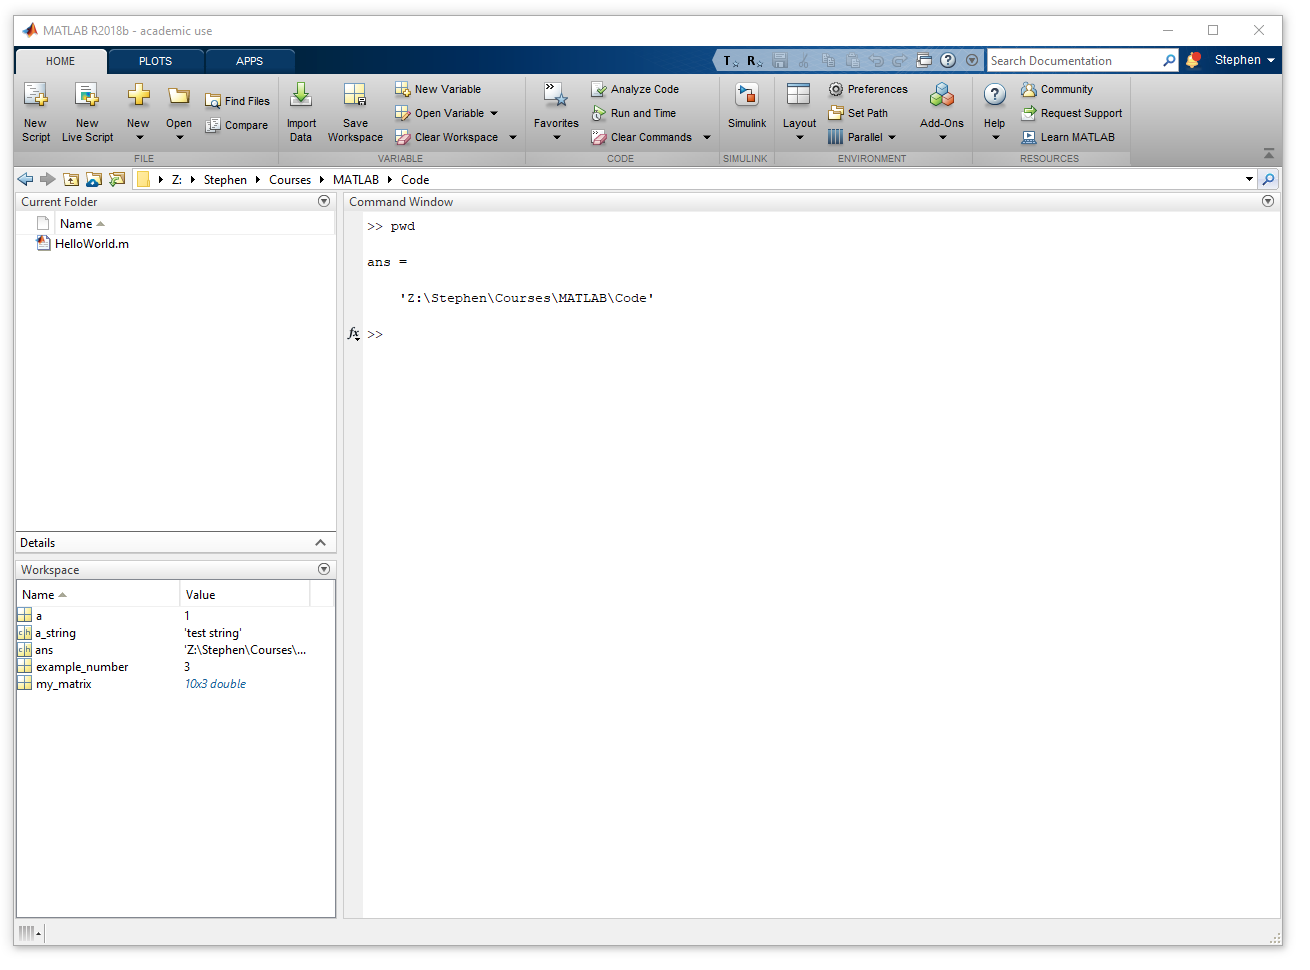 MATLAB R2018b - academic use
HOME PLOTS APPS
Search Documentation
Stephen
New Script
New Live Script
New
Open
Find Files
Compare
Import Data
Save Workspace
New Variable
Open Variable
Clear Workspace
Favorites
Analyze Code
Run and Time
Clear Commands
Simulink
Layout
Preferences
Set Path
Parallel
Add-Ons
Help
Community
Request Support
Learn MATLAB
FILE VARIABLE CODE SIMULINK ENVIRONMENT RESOURCES
Z: Stephen Courses MATLAB Code
Current Folder
Name
HelloWorld.m
Details
Workspace
Name Value
a 1
a_string 'test string'
ans 'Z:\Stephen\Courses\...
example_number 3
my_matrix 10x3 double
Command Window
>> pwd
ans =
'Z:\Stephen\Courses\MATLAB\Code'
fx >>